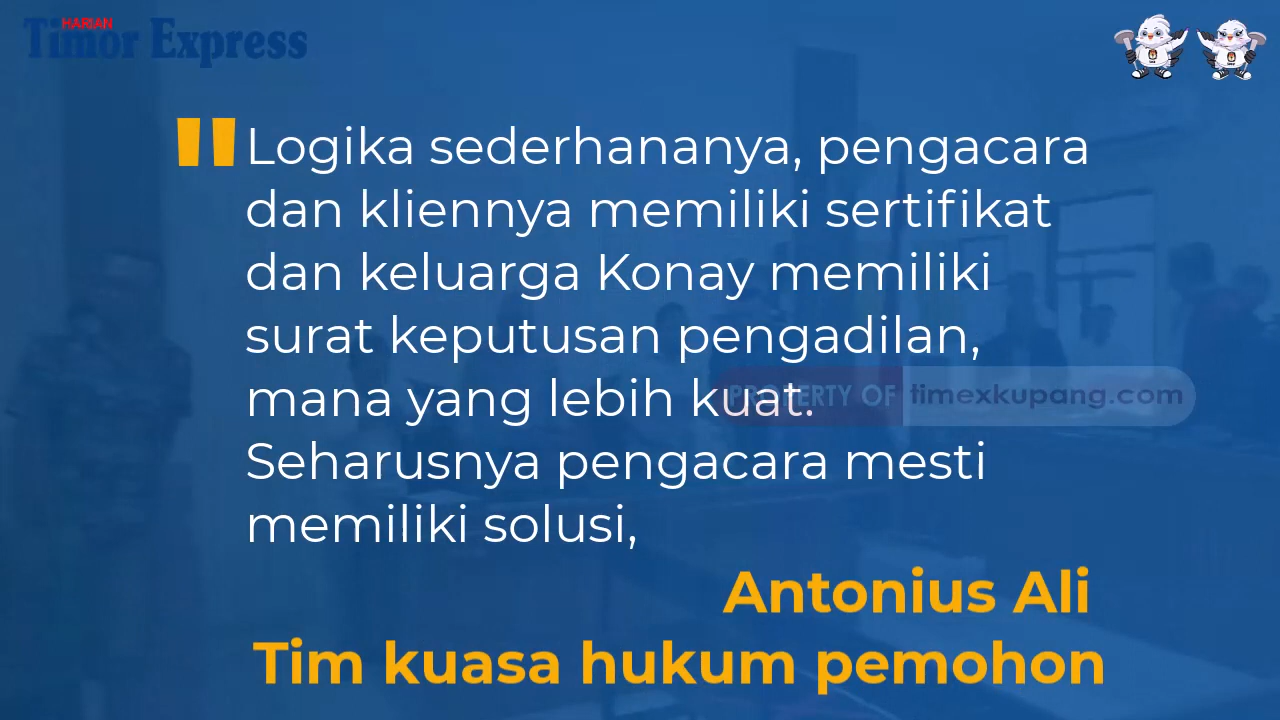 HARIAN
Timor Express
"Logika sederhananya, pengacara
dan kliennya memiliki sertifikat
dan keluarga Konay memiliki
surat keputusan pengadilan,
mana yang lebih kuat.
PROPERTY OF timexkupang.com
Seharusnya pengacara mesti
memiliki solusi,
Antonius Ali
Tim kuasa hukum pemohon